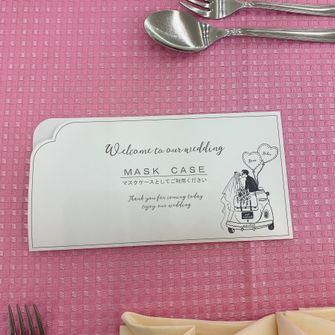 Welcome to our wedding
MASK CASE
マスクケースとしてご利用ください
Thank you for coming today
enjoy our wedding